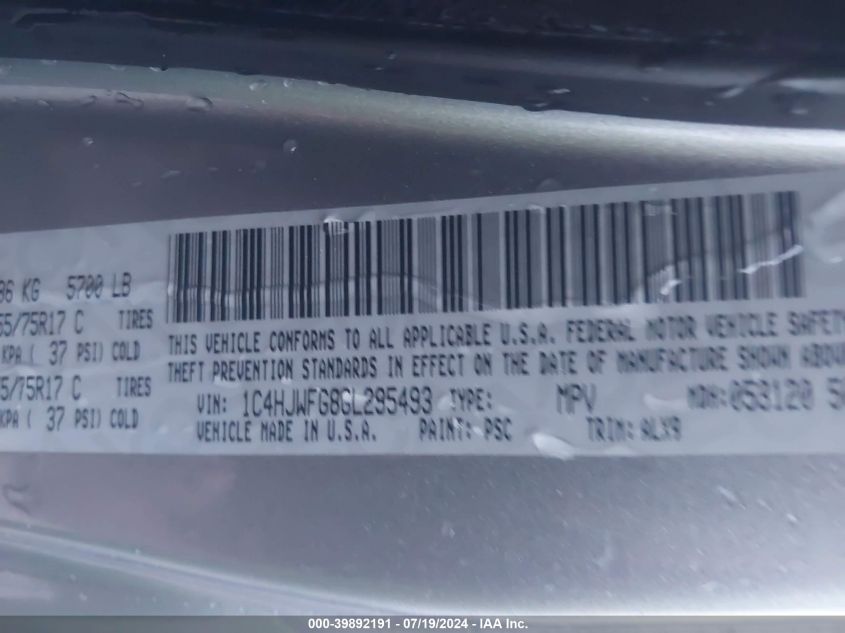 86 KG 5700 LB
/75R17 C TIRES
KPA ( 37 PSI) COLD
/75R17 C TIRES
KPA ( 37 PSI) COLD
THIS VEHICLE CONFORMS TO ALL APPLICABLE U.S.A. FEDERAL MOTOR VEHICLE SAFETY
THEFT PREVENTION STANDARDS IN EFFECT ON THE DATE OF MANUFACTURE SHOWN ABOVE
VIN: 1C4HJWFG8GL295493 TYPE: MPV MDH: 053120
VEHICLE MADE IN U.S.A. PAINT: PSC TRIM: ALX9
000-39892191 - 07/19/2024 - IAA Inc.